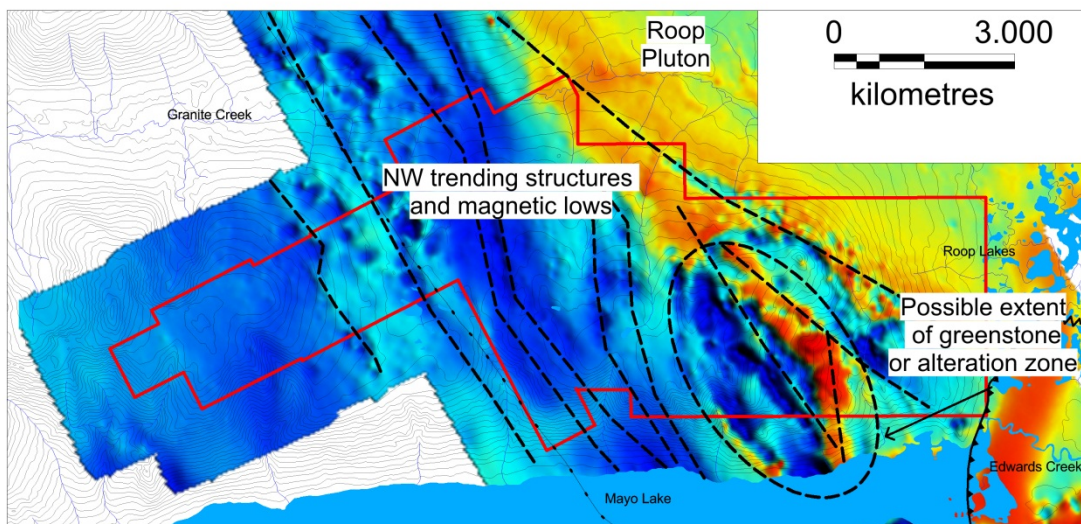 Roop
Pluton
0 3.000
kilometres
Granite Creek
NW trending structures
and magnetic lows
Roop Lakes
Possible extent
of greenstone
or alteration zone
Edwards Creek
Mayo Lake